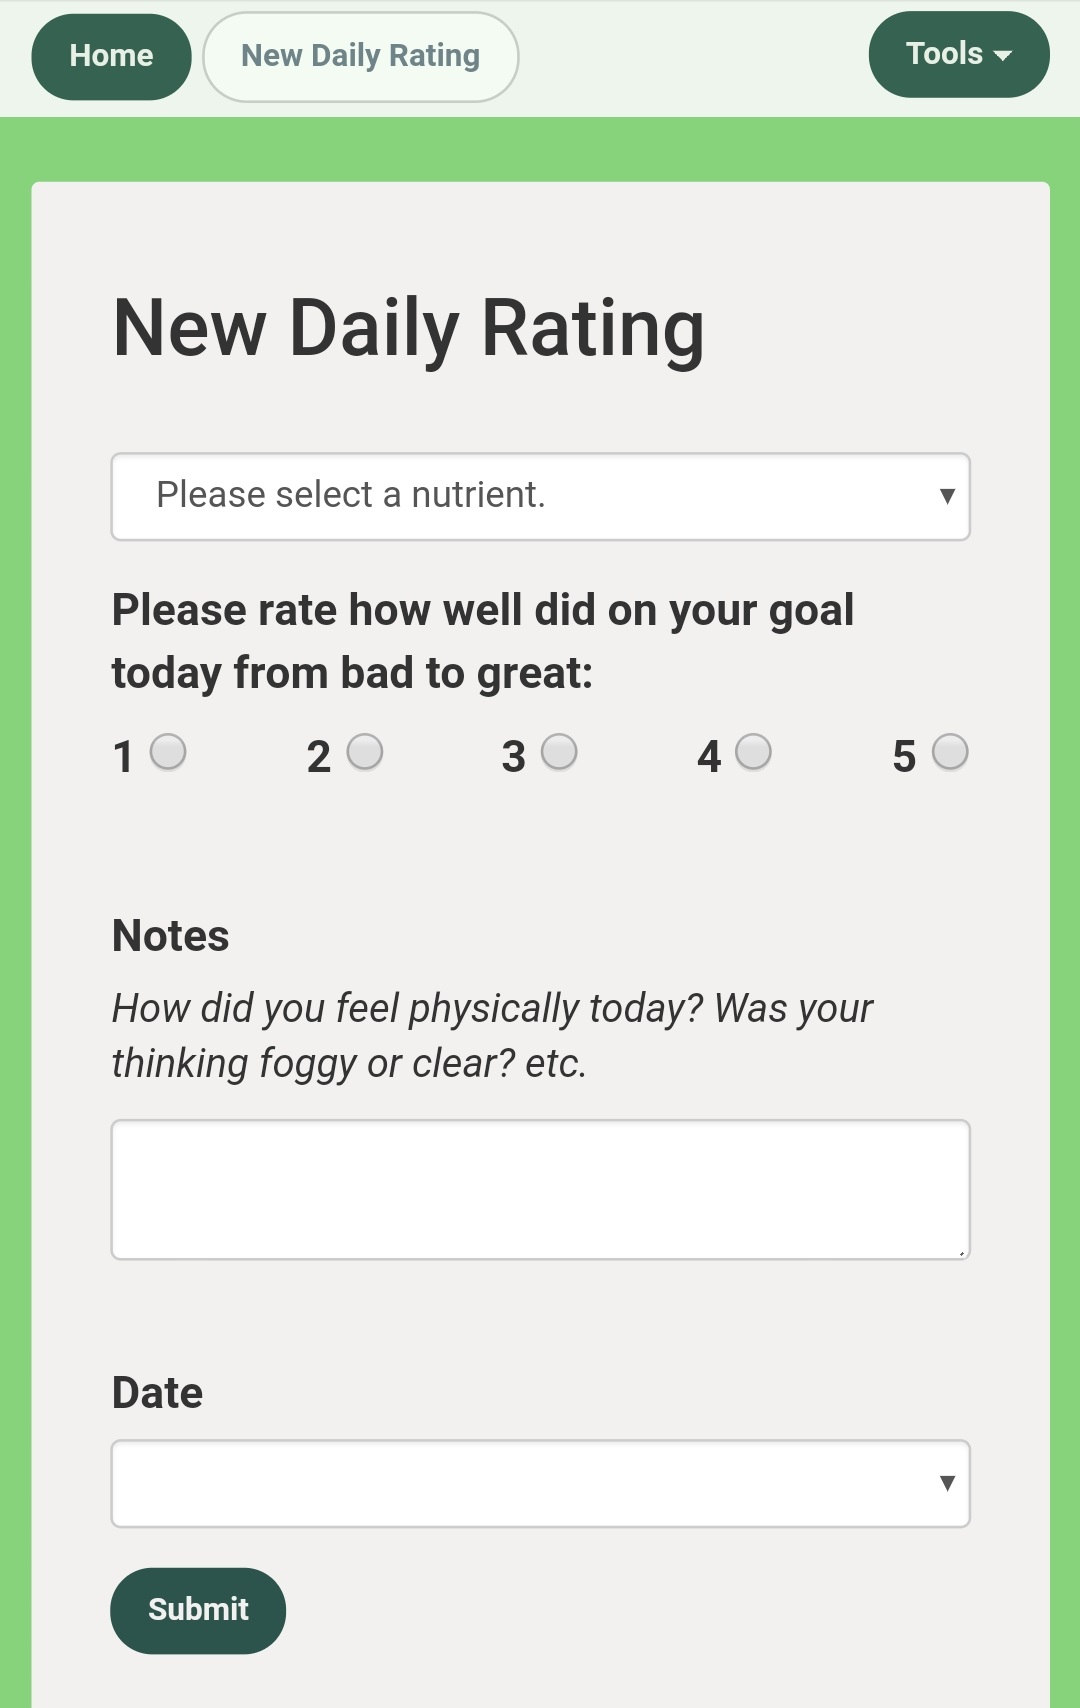 Home New Daily Rating Tools
New Daily Rating
Please select a nutrient.
Please rate how well did on your goal
today from bad to great:
1 2 3 4 5
Notes
How did you feel physically today? Was your
thinking foggy or clear? etc.
Date
Submit